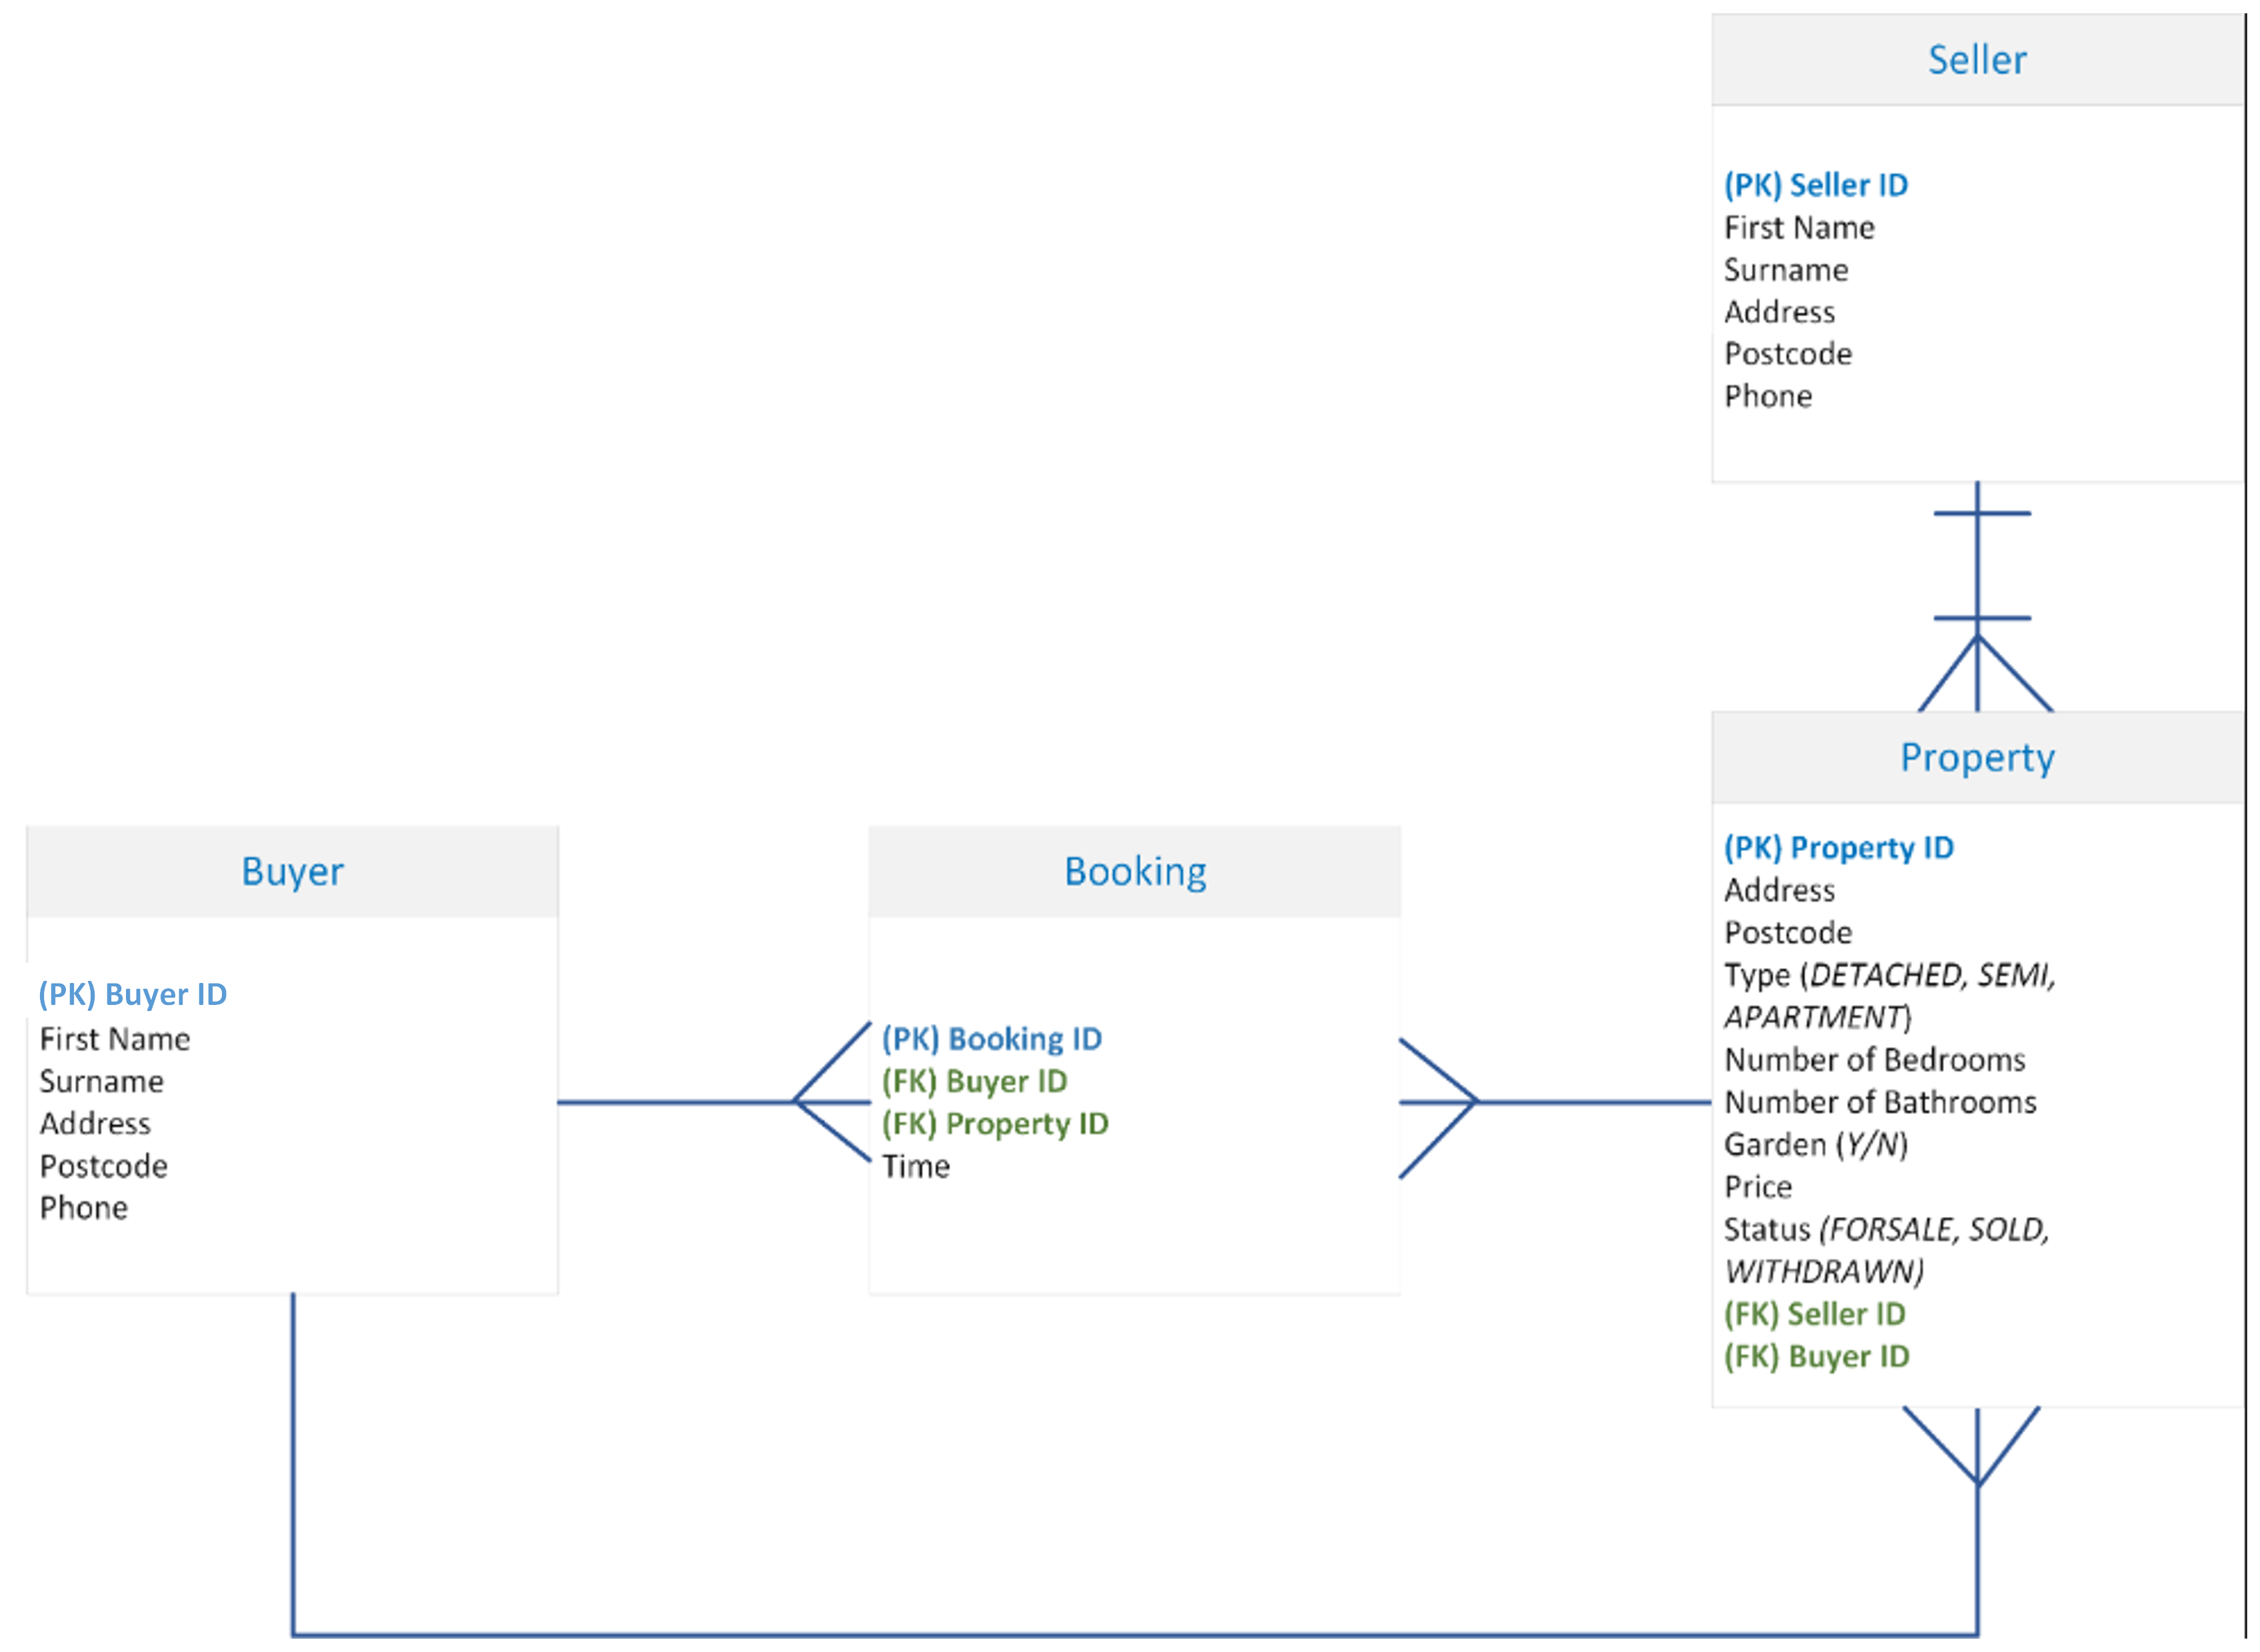 Seller
(PK) Seller ID
First Name
Surname
Address
Postcode
Phone
Property
(PK) Property ID
Address
Postcode
Type (DETACHED, SEMI,
APARTMENT)
Number of Bedrooms
Number of Bathrooms
Garden (Y/N)
Price
Status (FORSALE, SOLD,
WITHDRAWN)
(FK) Seller ID
(FK) Buyer ID
Buyer
(PK) Buyer ID
First Name
Surname
Address
Postcode
Phone
Booking
(PK) Booking ID
(FK) Buyer ID
(FK) Property ID
Time